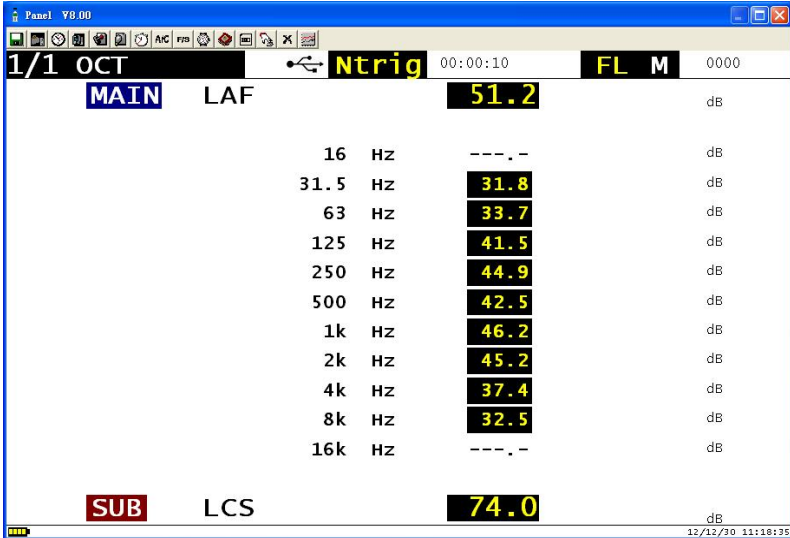 Panel V8.00
A/C F/S
1/1 OCT Ntrig 00:00:10 FL M 0000
MAIN LAF 51.2 dB
16 Hz ---.- dB
31.5 Hz 31.8 dB
63 Hz 33.7 dB
125 Hz 41.5 dB
250 Hz 44.9 dB
500 Hz 42.5 dB
1k Hz 46.2 dB
2k Hz 45.2 dB
4k Hz 37.4 dB
8k Hz 32.5 dB
16k Hz ---.- dB
SUB LCS 74.0 dB
12/12/30 11:18:35